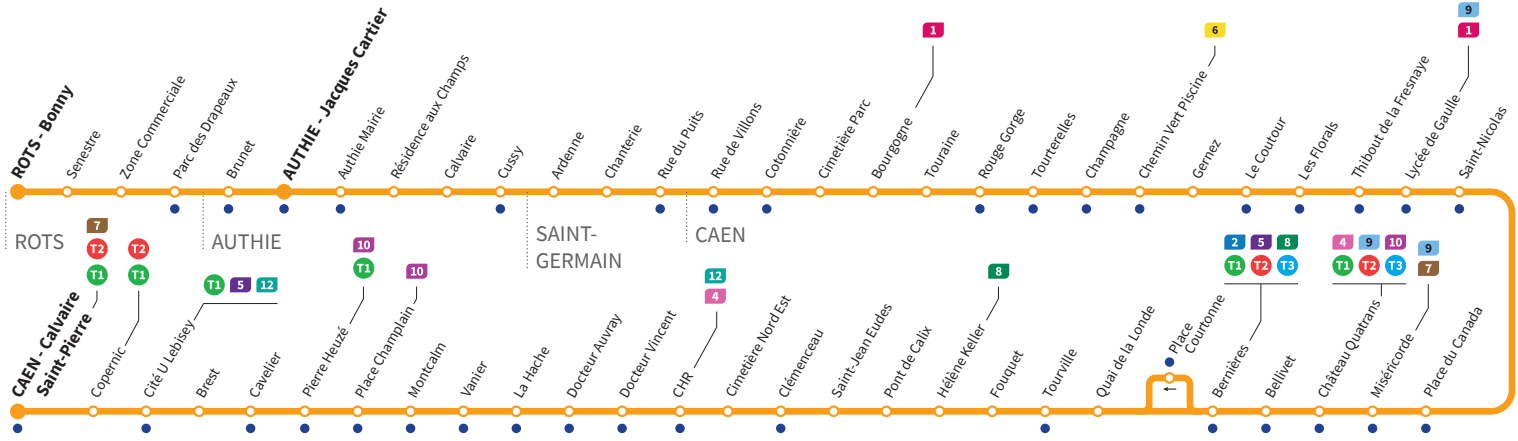 ROTS - Bonny
Senestre
Zone Commerciale
Parc des Drapeaux
Brunet
AUTHIE - Jacques Cartier
Authie Mairie
Résidence aux Champs
Calvaire
Cussy
Ardenne
Chanterie
Rue du Puits
Rue de Villons
Cotonnière
Cimetière Parc
Bourgogne
1
Touraine
Rouge Gorge
Tourterelles
Champagne
Chemin Vert Piscine
6
Gernez
Le Coutour
Les Florals
Thibout de la Fresnaye
Lycée de Gaulle
9
1
Saint-Nicolas
ROTS
AUTHIE
SAINT-
GERMAIN
CAEN
CAEN - Calvaire
Saint-Pierre
7
T2
T1
Copernic
T2
T1
Cité U Lebisey
T1 5 12
Brest
Cavelier
Pierre Heuzé
10
T1
Place Champlain
10
Montcalm
Vanier
La Hache
Docteur Auvray
Docteur Vincent
CHR
12
4
Cimetière Nord Est
Clémenceau
Saint-Jean Eudes
Pont de Calix
Hélène Keller
8
Fouquet
Tourville
Quai de la Londe
Place
Courtonne
←
Bernières
2 5 8
T1 T2 T3
Bellivet
Château Quatrans
4 9 10
T1 T2 T3
Miséricorde
9
7
Place du Canada